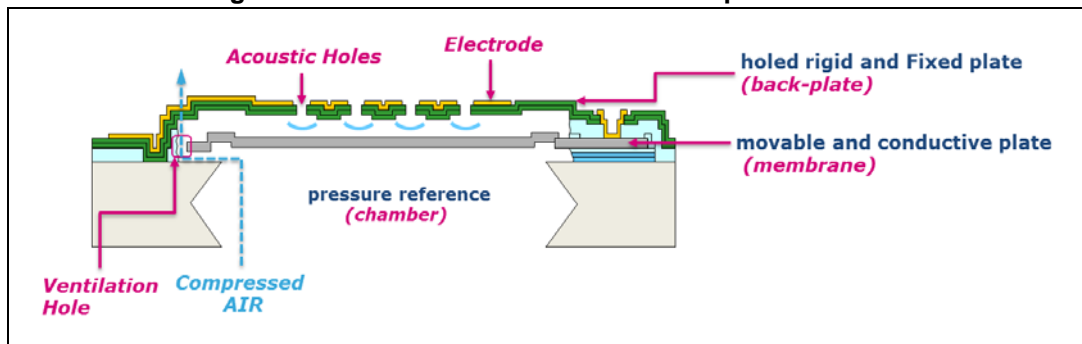 Acoustic Holes
Electrode
holed rigid and Fixed plate
(back-plate)
movable and conductive plate
(membrane)
pressure reference
(chamber)
Ventilation
Hole
Compressed
AIR